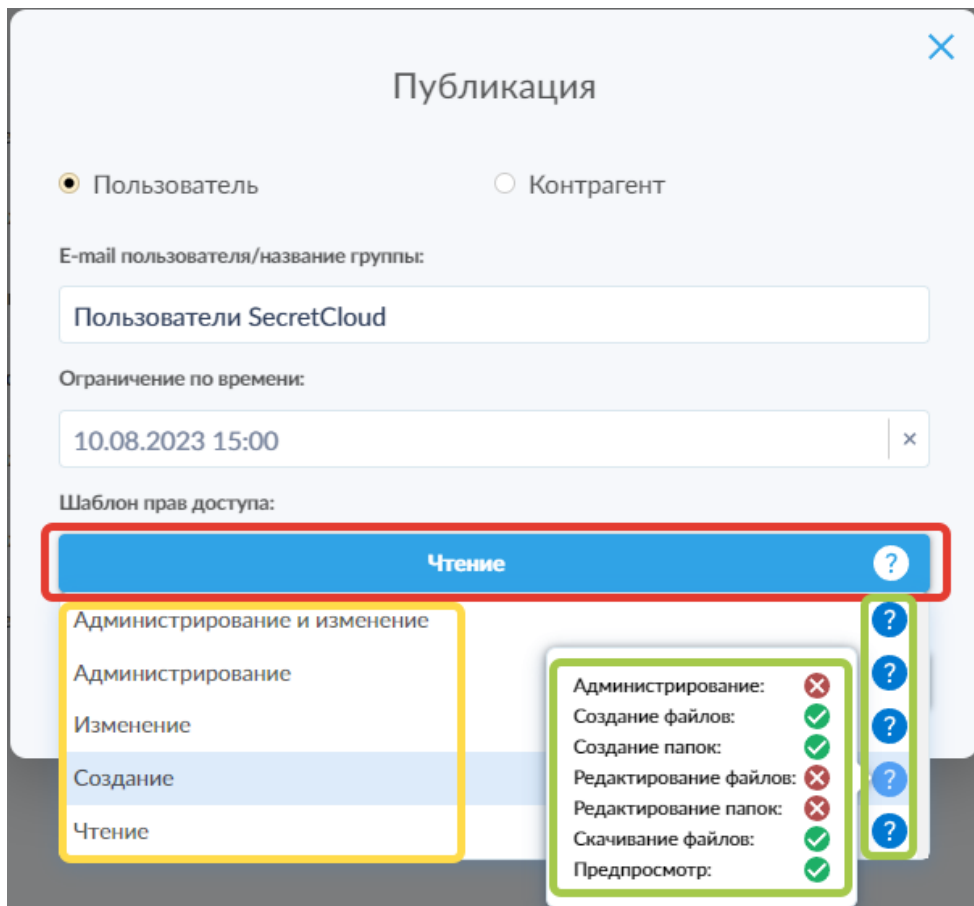 Публикация
Пользователь Контрагент
E-mail пользователя/название группы:
Пользователи SecretCloud
Ограничение по времени:
10.08.2023 15:00 ×
Шаблон прав доступа:
Чтение ?
Администрирование и изменение ?
Администрирование ?
Изменение ?
Создание ?
Чтение ?
Администрирование:
Создание файлов:
Создание папок:
Редактирование файлов:
Редактирование папок:
Скачивание файлов:
Предпросмотр: